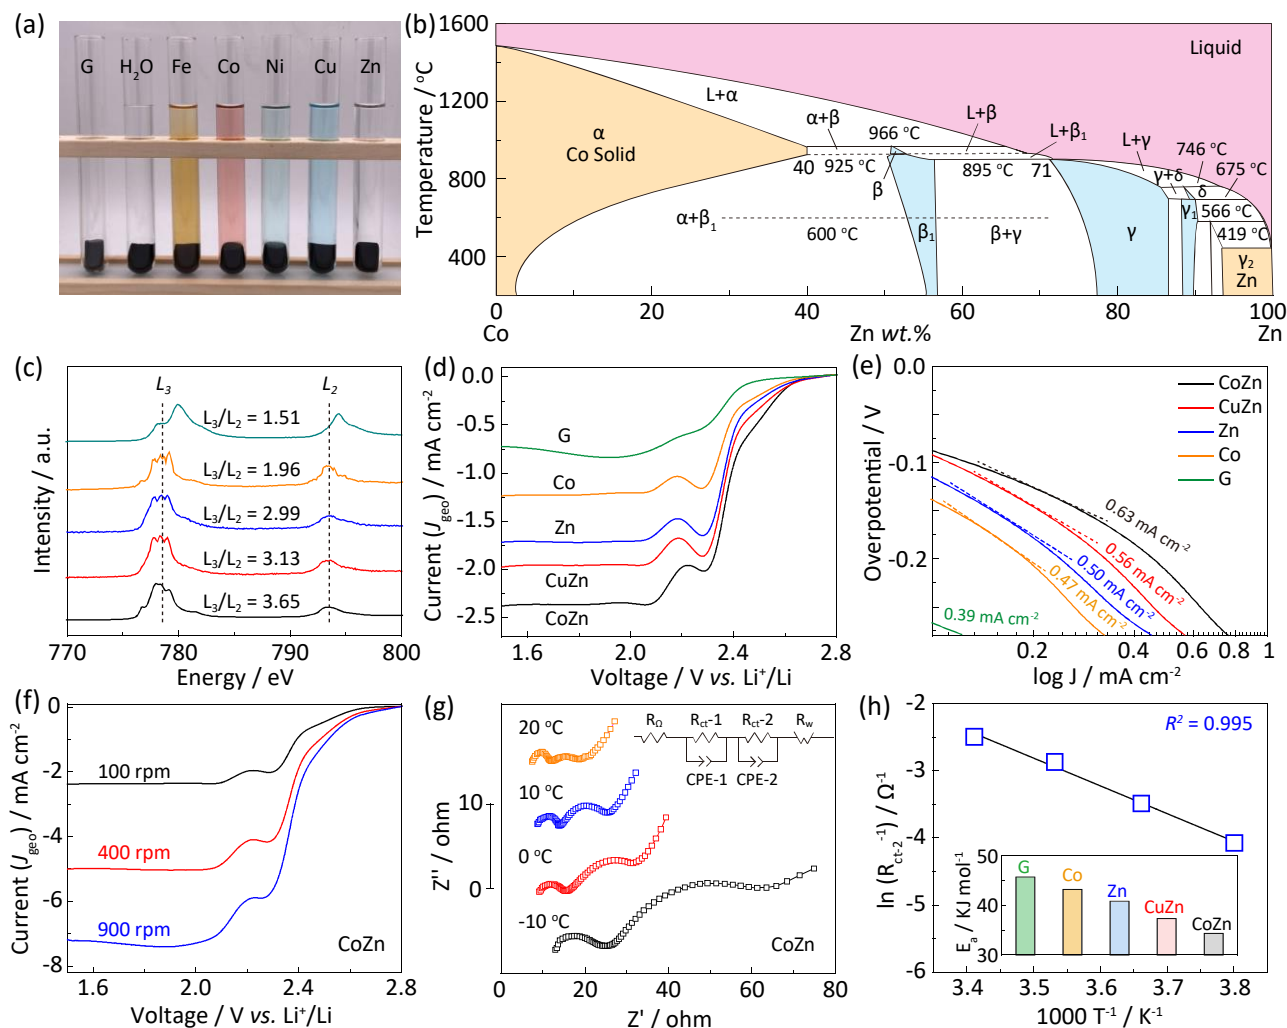 (a)
G H₂O Fe Co Ni Cu Zn
(b)
Temperature / °C
1600
1200
800
400
Liquid
L+α
α+β
966 °C
L+β
L+β₁
L+γ
746 °C
675 °C
α
Co Solid
40
925 °C
β
895 °C
71
γ+δ
δ
α+β₁
600 °C
β₁
β+γ
γ
γ₁
566 °C
419 °C
γ₂
Zn
0 20 40 60 80 100
Co Zn wt.% Zn
(c)
Intensity / a.u.
L₃ L₂
L₃/L₂ = 1.51
L₃/L₂ = 1.96
L₃/L₂ = 2.99
L₃/L₂ = 3.13
L₃/L₂ = 3.65
770 780 790 800
Energy / eV
(d)
Current (J_geo) / mA cm⁻²
0.0
-0.5
-1.0
-1.5
-2.0
-2.5
G
Co
Zn
CuZn
CoZn
1.6 2.0 2.4 2.8
Voltage / V vs. Li⁺/Li
(e)
Overpotential / V
0.0
-0.1
-0.2
CoZn
CuZn
Zn
Co
G
0.63 mA cm⁻²
0.56 mA cm⁻²
0.50 mA cm⁻²
0.47 mA cm⁻²
0.39 mA cm⁻²
0.2 0.4 0.6 0.8 1
log J / mA cm⁻²
(f)
Current (J_geo) / mA cm⁻²
0
-2
-4
-6
-8
100 rpm
400 rpm
900 rpm
CoZn
1.6 2.0 2.4 2.8
Voltage / V vs. Li⁺/Li
(g)
Z'' / ohm
10
0
20 °C
10 °C
0 °C
-10 °C
R_Ω R_ct-1 R_ct-2 R_w
CPE-1 CPE-2
CoZn
0 20 40 60 80
Z' / ohm
(h)
ln (R_ct-2⁻¹) / Ω⁻¹
-2
-3
-4
-5
-6
R² = 0.995
E_a / KJ mol⁻¹
50
40
30
G
Co
Zn
CuZn
CoZn
3.4 3.5 3.6 3.7 3.8
1000 T⁻¹ / K⁻¹